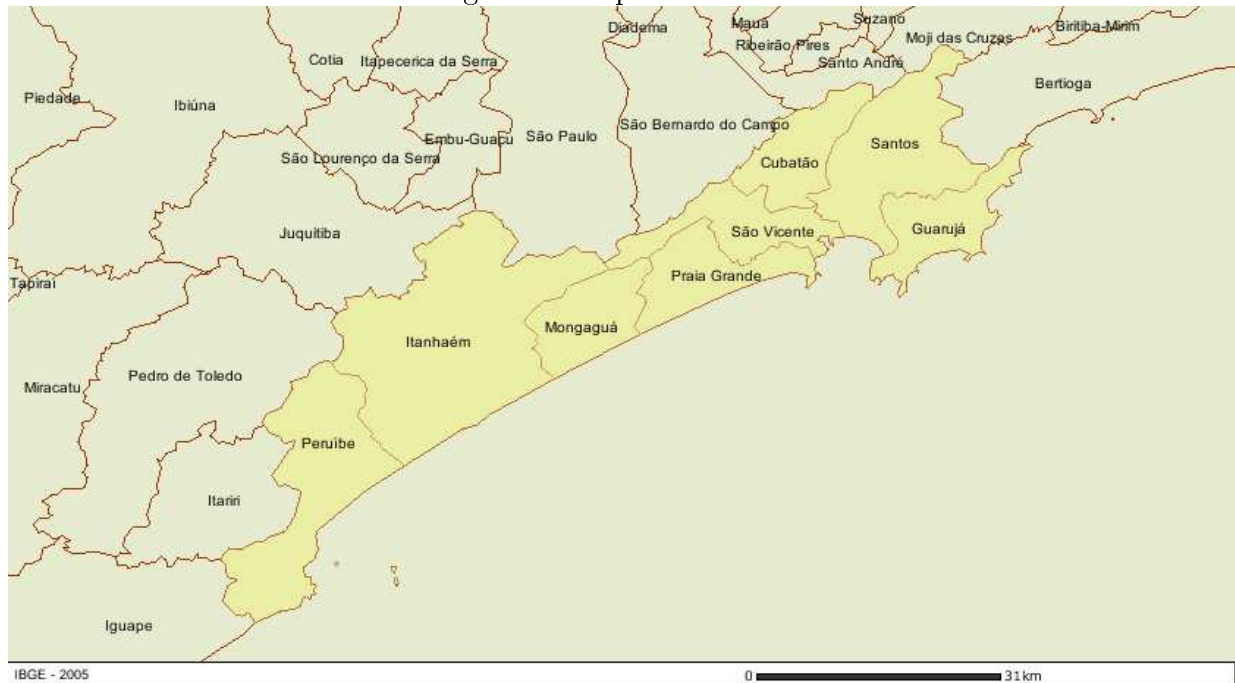 Diadema
Mauá
Suzano
Biritiba-Mirim
Moji das Cruzes
Ribeirão Pires
Cotia
Itapecerica da Serra
Santo André
Bertioga
Piedade
Ibiúna
São Bernardo do Campo
Embu-Guaçu
São Paulo
Santos
São Lourenço da Serra
Cubatão
Juquitiba
São Vicente
Guarujá
Tapiraí
Praia Grande
Mongaguá
Itanhaém
Pedro de Toledo
Miracatu
Peruíbe
Itariri
Iguape
IBGE - 2005
0
31km